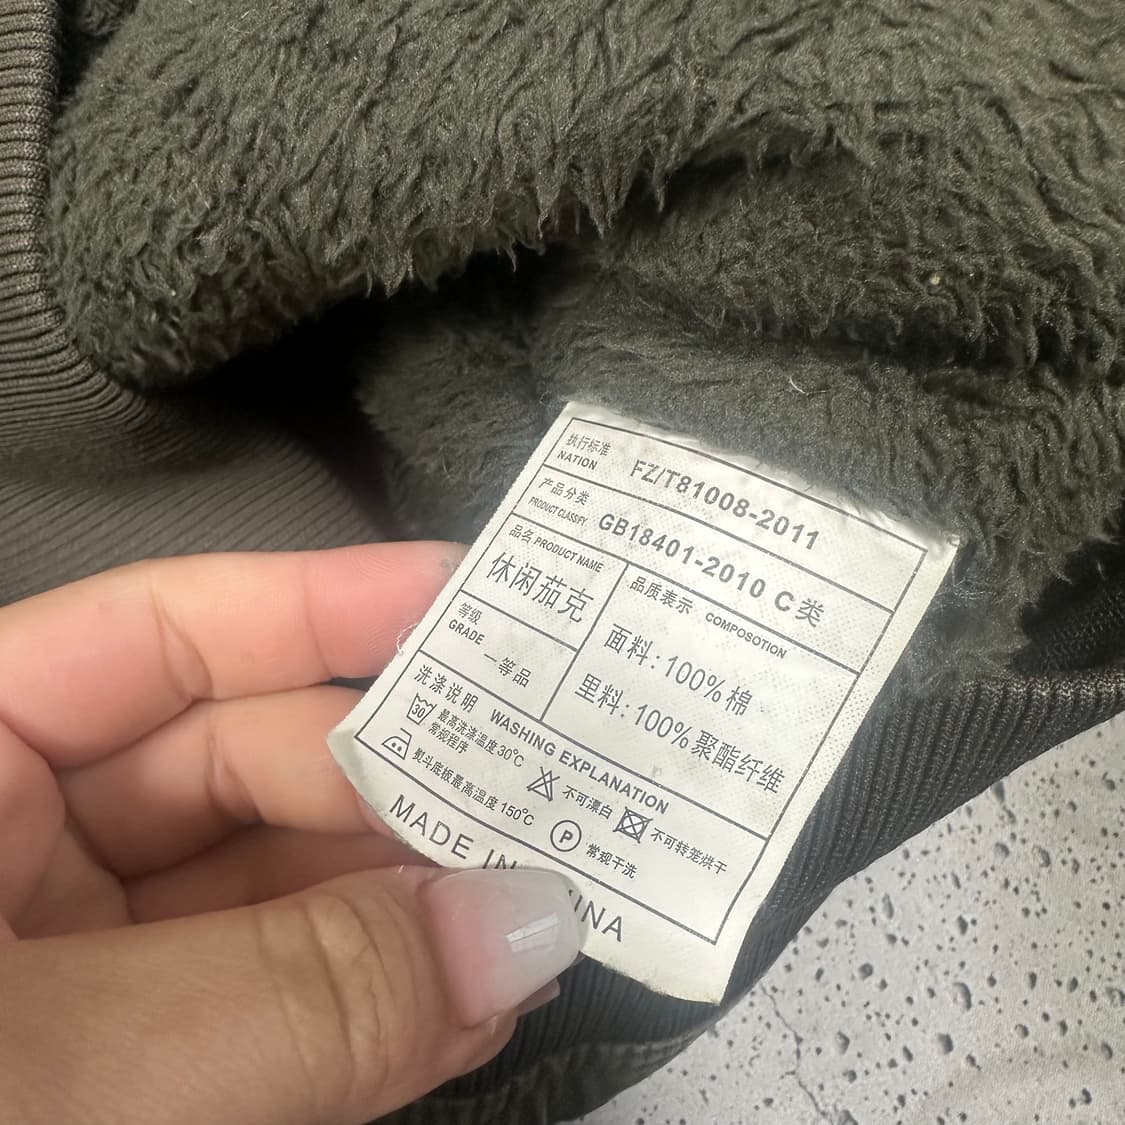 执行标准
NATION
FZ/T81008-2011
产品分类
PRODUCT CLASSIFY
GB18401-2010 C类
品名 PRODUCT NAME
休闲茄克
等级
GRADE
一等品
品质表示 COMPOSOTION
面料:100%棉
里料:100%聚酯纤维
洗涤说明 WASHING EXPLANATION
30
最高洗涤温度30℃
常规程序
不可漂白
不可转笼烘干
熨斗底板最高温度150℃
P
常规干洗
MADE IN INA